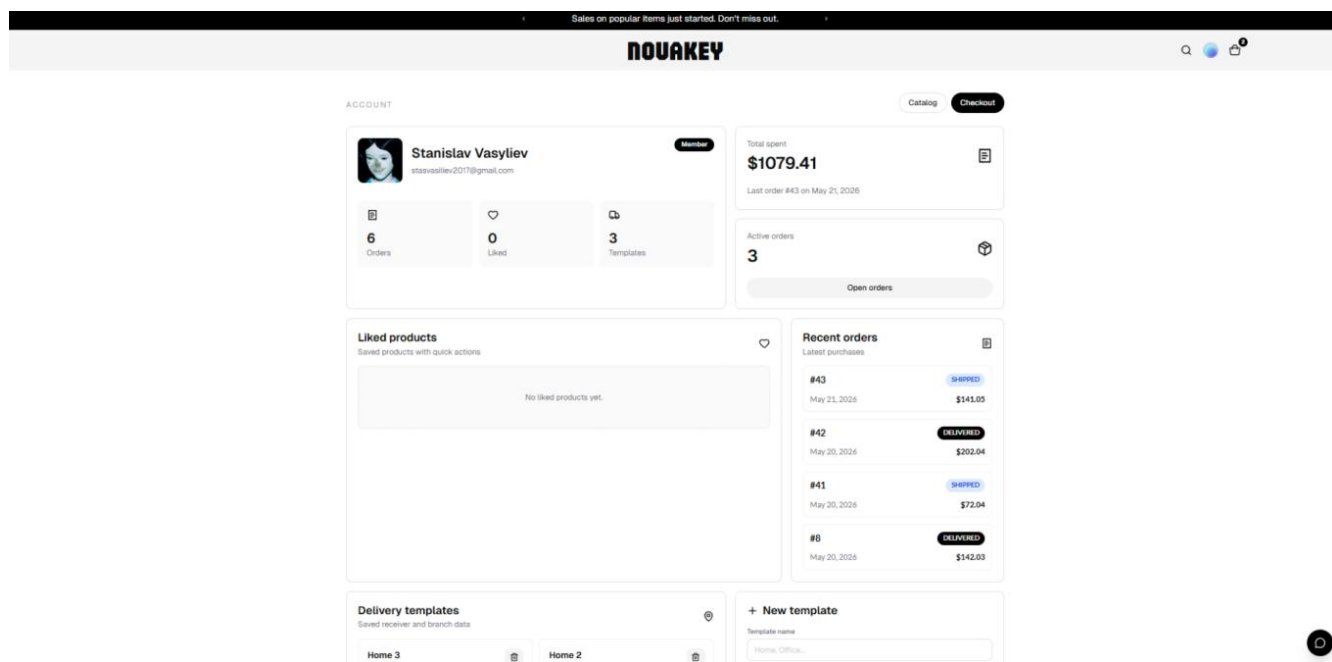 Sales on popular items just started. Don't miss out.
NOVAKEY
2
ACCOUNT
Catalog
Checkout
Stanislav Vasyliev
stasvasiliev2017@gmail.com
Member
6
Orders
0
Liked
3
Templates
Total spent
$1079.41
Last order #43 on May 21, 2026
Active orders
3
Open orders
Liked products
Saved products with quick actions
No liked products yet.
Recent orders
Latest purchases
#43 SHIPPED
May 21, 2026 $141.05
#42 DELIVERED
May 20, 2026 $202.04
#41 SHIPPED
May 20, 2026 $72.04
#8 DELIVERED
May 20, 2026 $142.03
Delivery templates
Saved receiver and branch data
Home 3
Home 2
+ New template
Template name
Home, Office...